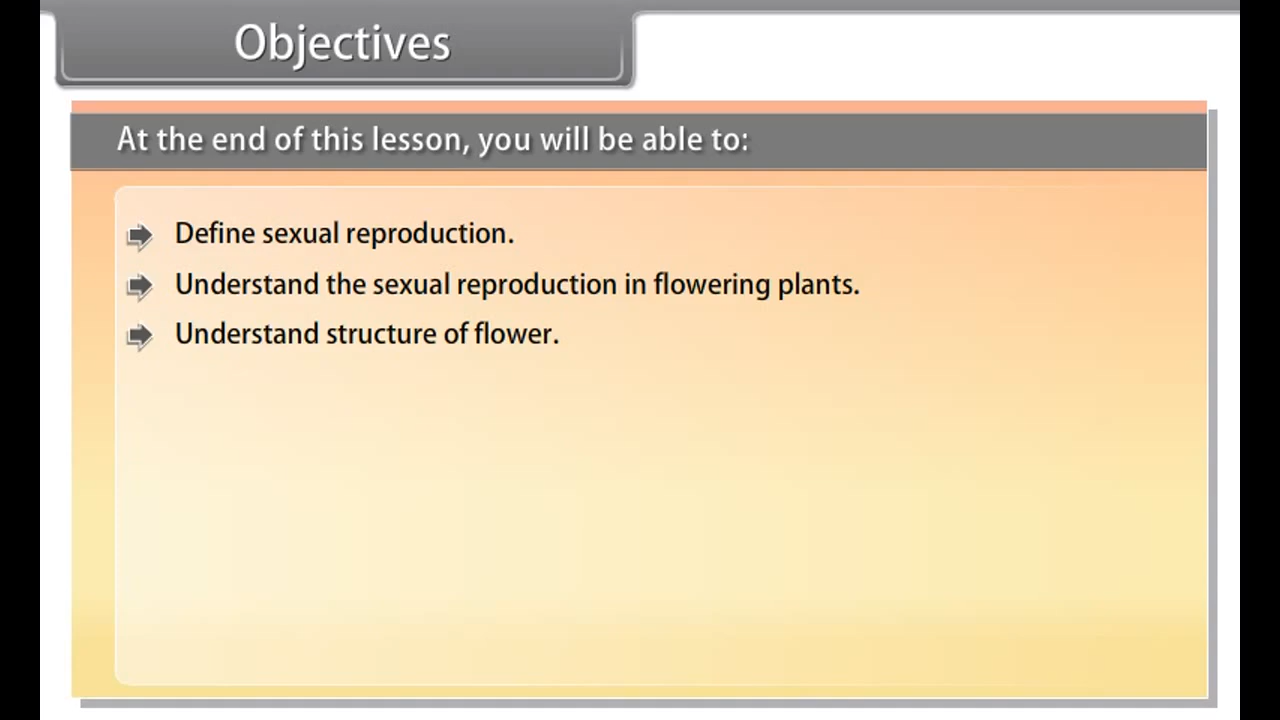 Objectives
At the end of this lesson, you will be able to:
Define sexual reproduction.
Understand the sexual reproduction in flowering plants.
Understand structure of flower.